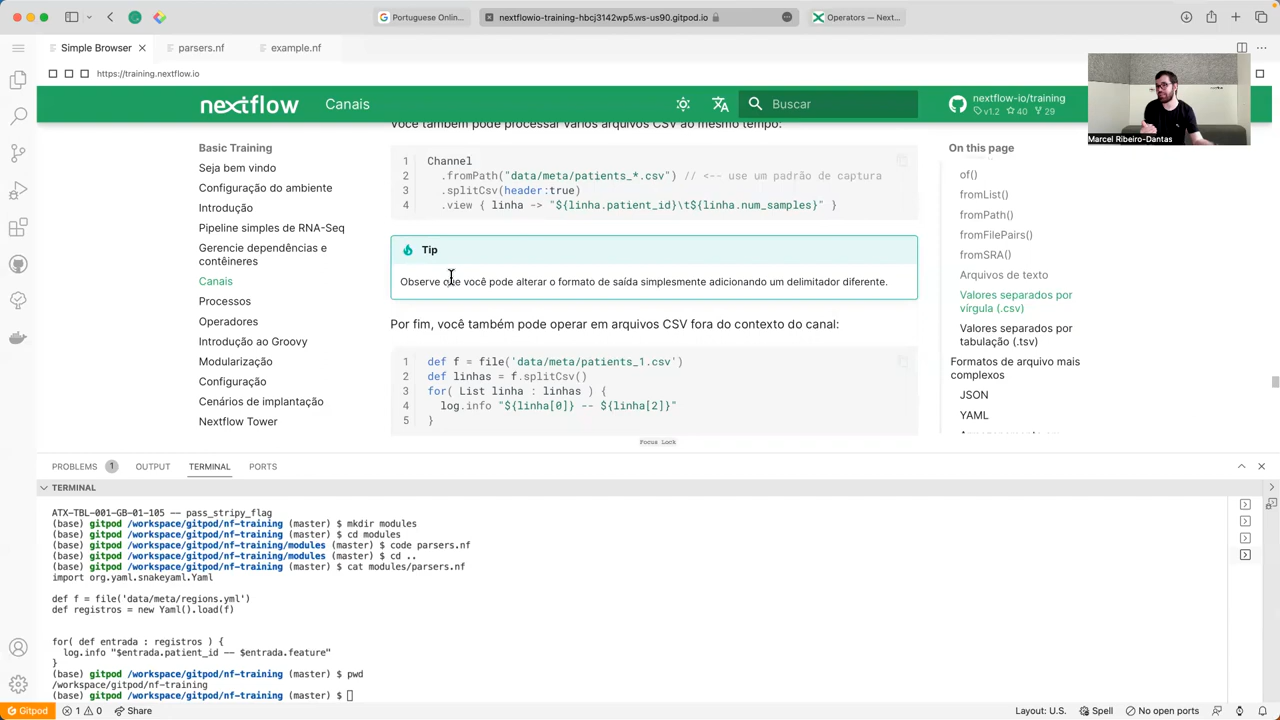 Portuguese Onlin...
nextflowio-training-hbcj3142wp5.ws-us90.gitpod.io
Operators — Next...
Simple Browser
parsers.nf
example.nf
https://training.nextflow.io
nextflow
Canais
Buscar
nextflow-io/training
v1.2 40 29
Marcel Ribeiro-Dantas
Basic Training
Seja bem vindo
Configuração do ambiente
Introdução
Pipeline simples de RNA-Seq
Gerencie dependências e
contêineres
Canais
Processos
Operadores
Introdução ao Groovy
Modularização
Configuração
Cenários de implantação
Nextflow Tower
Você também pode processar vários arquivos CSV ao mesmo tempo:
1 Channel
2 .fromPath("data/meta/patients_*.csv") // <-- use um padrão de captura
3 .splitCsv(header:true)
4 .view { linha -> "${linha.patient_id}\t${linha.num_samples}" }
Tip
Observe que você pode alterar o formato de saída simplesmente adicionando um delimitador diferente.
Por fim, você também pode operar em arquivos CSV fora do contexto do canal:
1 def f = file('data/meta/patients_1.csv')
2 def linhas = f.splitCsv()
3 for( List linha : linhas ) {
4 log.info "${linha[0]} -- ${linha[2]}"
5 }
On this page
of()
fromList()
fromPath()
fromFilePairs()
fromSRA()
Arquivos de texto
Valores separados por
vírgula (.csv)
Valores separados por
tabulação (.tsv)
Formatos de arquivo mais
complexos
JSON
YAML
Focus Lock
PROBLEMS 1 OUTPUT TERMINAL PORTS
TERMINAL
ATX-TBL-001-GB-01-105 -- pass_stripy_flag
(base) gitpod /workspace/gitpod/nf-training (master) $ mkdir modules
(base) gitpod /workspace/gitpod/nf-training (master) $ cd modules
(base) gitpod /workspace/gitpod/nf-training/modules (master) $ code parsers.nf
(base) gitpod /workspace/gitpod/nf-training/modules (master) $ cd ..
(base) gitpod /workspace/gitpod/nf-training (master) $ cat modules/parsers.nf
import org.yaml.snakeyaml.Yaml
def f = file('data/meta/regions.yml')
def registros = new Yaml().load(f)
for( def entrada : registros ) {
log.info "$entrada.patient_id -- $entrada.feature"
}
(base) gitpod /workspace/gitpod/nf-training (master) $ pwd
/workspace/gitpod/nf-training
(base) gitpod /workspace/gitpod/nf-training (master) $
Gitpod 1 0 Share
Layout: U.S. Spell No open ports